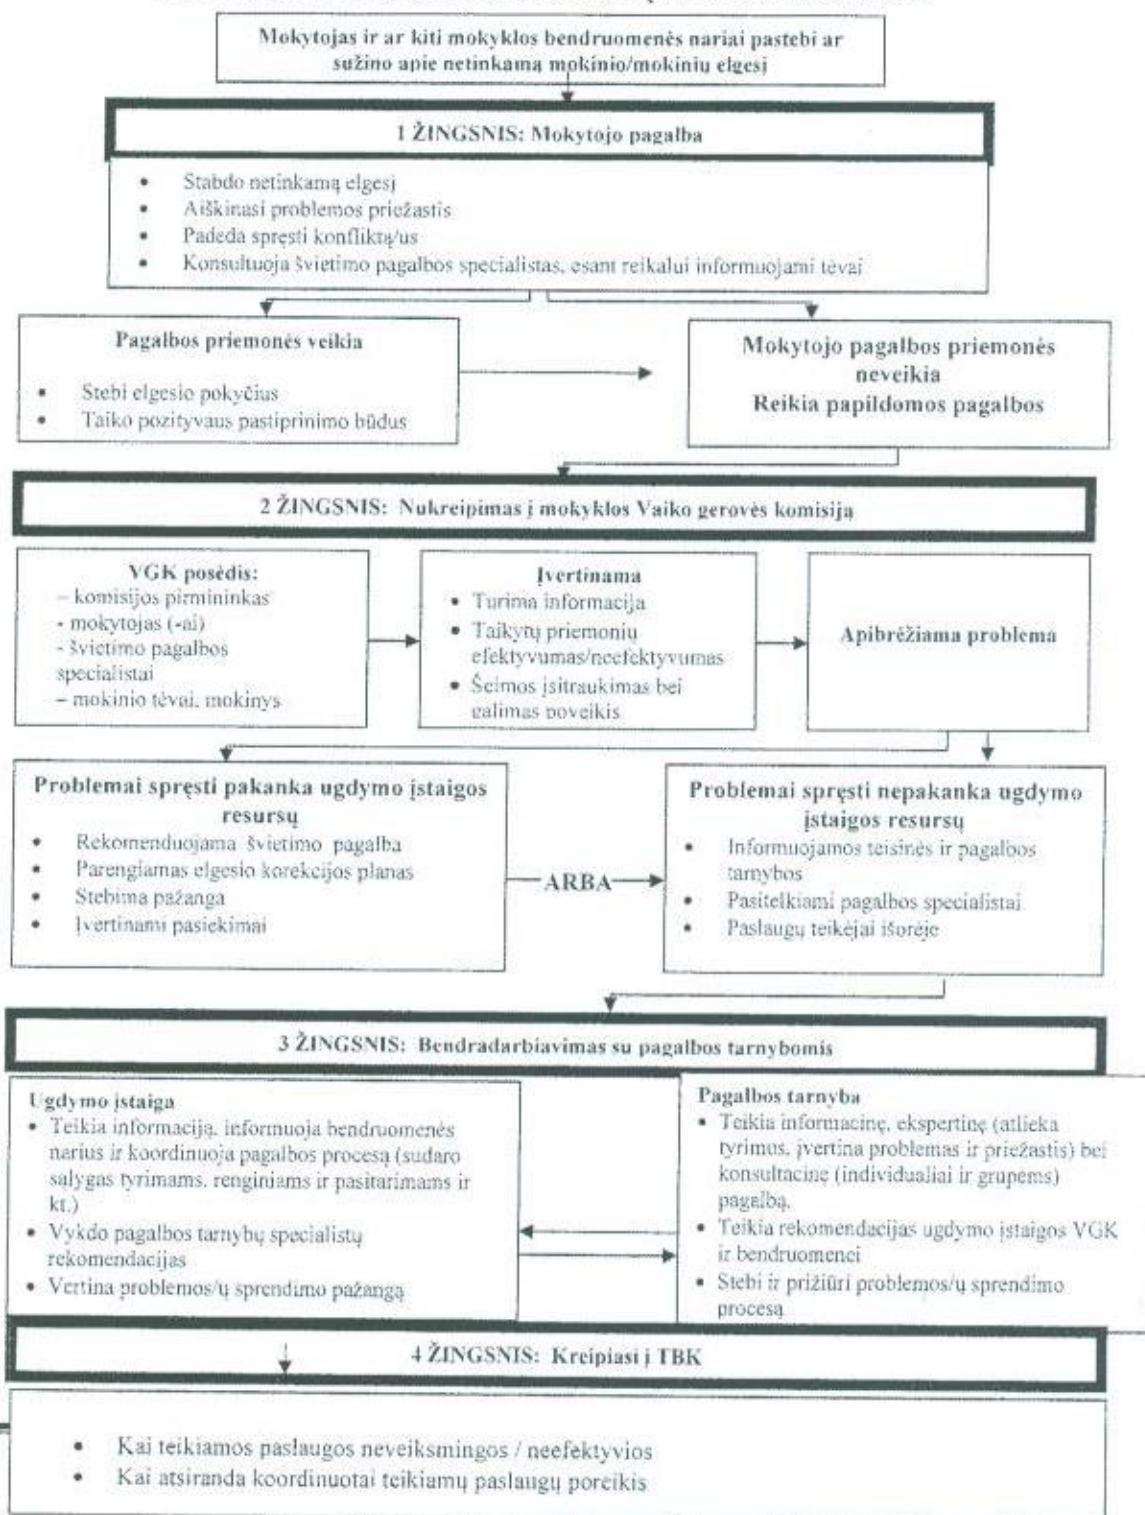 Mokytojas ir ar kiti mokyklos bendruomenės nariai pastebi ar
sužino apie netinkamą mokinio/mokinių elgesį
1 ŽINGSNIS: Mokytojo pagalba
• Stabdo netinkamą elgesį
• Aiškinasi problemos priežastis
• Padeda spręsti konfliktą/us
• Konsultuoja švietimo pagalbos specialistas, esant reikalui informuojami tėvai
Pagalbos priemonės veikia
• Stebi elgesio pokyčius
• Taiko pozityvaus pastiprinimo būdus
Mokytojo pagalbos priemonės
neveikia
Reikia papildomos pagalbos
2 ŽINGSNIS: Nukreipimas į mokyklos Vaiko gerovės komisiją
VGK posėdis:
– komisijos pirmininkas
- mokytojas (-ai)
- švietimo pagalbos
specialistai
– mokinio tėvai, mokinys
Įvertinama
• Turima informacija
• Taikytų priemonių
efektyvumas/neefektyvumas
• Šeimos įsitraukimas bei
galimas poveikis
Apibrėžiama problema
Problemai spręsti pakanka ugdymo įstaigos
resursų
• Rekomenduojama švietimo pagalba
• Parengiamas elgesio korekcijos planas
• Stebima pažanga
• Įvertinami pasiekimai
ARBA
Problemai spręsti nepakanka ugdymo
įstaigos resursų
• Informuojamos teisinės ir pagalbos
tarnybos
• Pasitelkiami pagalbos specialistai
• Paslaugų teikėjai išorėje
3 ŽINGSNIS: Bendradarbiavimas su pagalbos tarnybomis
Ugdymo įstaiga
• Teikia informaciją, informuoja bendruomenės
narius ir koordinuoja pagalbos procesą (sudaro
sąlygas tyrimams, renginiams ir pasitarimams ir
kt.)
• Vykdo pagalbos tarnybų specialistų
rekomendacijas
• Vertina problemos/ų sprendimo pažangą
Pagalbos tarnyba
• Teikia informacinę, ekspertinę (atlieka
tyrimus, įvertina problemas ir priežastis) bei
konsultacinę (individualiai ir grupems)
pagalbą.
• Teikia rekomendacijas ugdymo įstaigos VGK
ir bendruomenei
• Stebi ir prižiūri problemos/ų sprendimo
procesą
4 ŽINGSNIS: Kreipiasi į TBK
• Kai teikiamos paslaugos neveiksmingos / neefektyvios
• Kai atsiranda koordinuotai teikiamų paslaugų poreikis